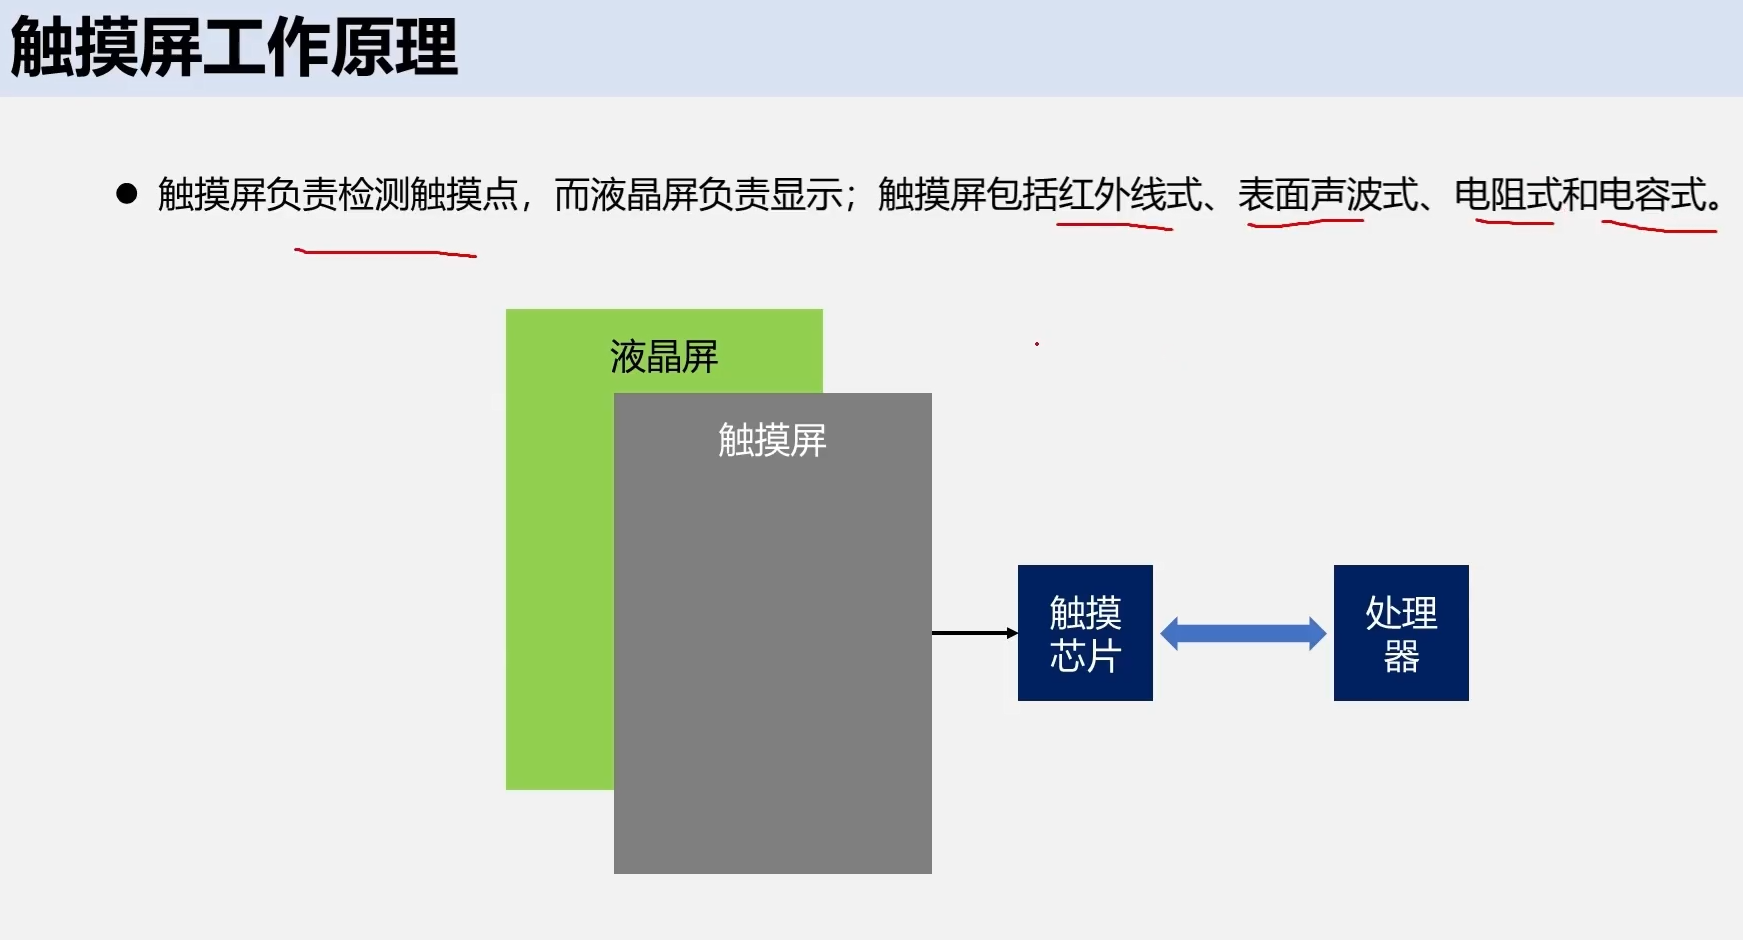 触摸屏工作原理
● 触摸屏负责检测触摸点，而液晶屏负责显示；触摸屏包括红外线式、表面声波式、电阻式和电容式。
液晶屏
触摸屏
触摸
芯片
处理
器